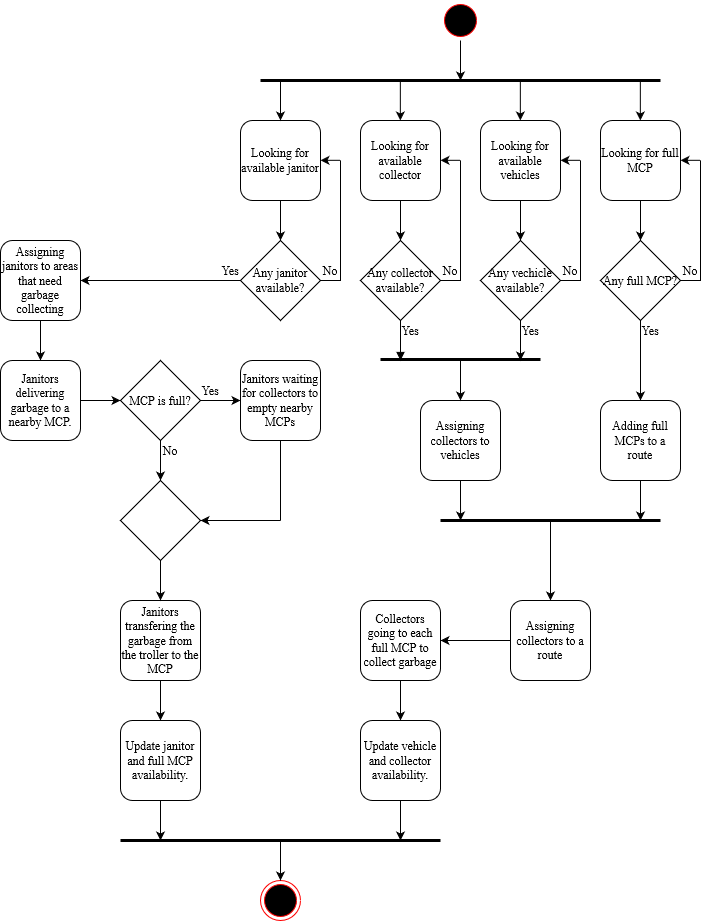 Looking for
available janitor
Looking for
available
collector
Looking for
available
vehicles
Looking for full
MCP
Any janitor
available?
No
Yes
Any collector
available?
No
Yes
Any vechicle
available?
No
Yes
Any full MCP?
No
Yes
Assigning
janitors to areas
that need
garbage
collecting
Janitors
delivering
garbage to a
nearby MCP.
MCP is full?
Yes
No
Janitors waiting
for collectors to
empty nearby
MCPs
Assigning
collectors to
vehicles
Adding full
MCPs to a
route
Janitors
transfering the
garbage from
the troller to the
MCP
Collectors
going to each
full MCP to
collect garbage
Assigning
collectors to a
route
Update janitor
and full MCP
availability.
Update vehicle
and collector
availability.